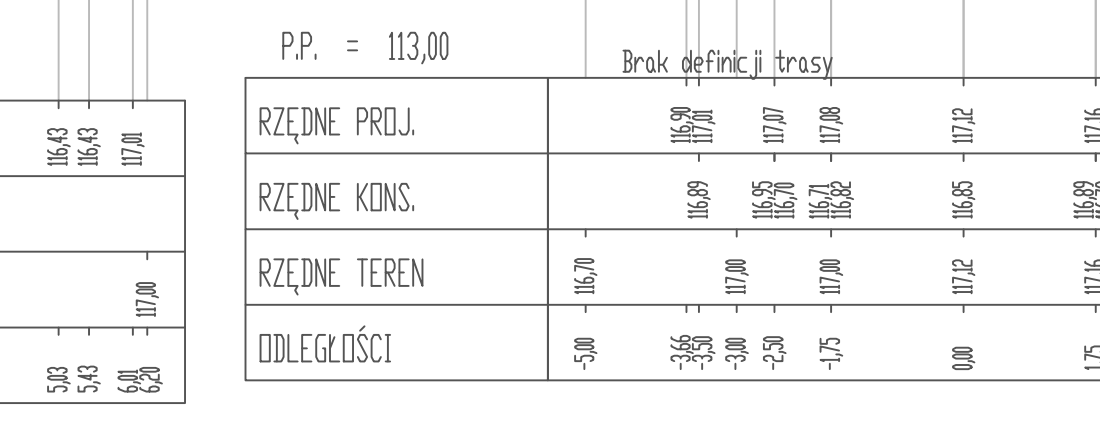 P.P. = 113,00
Brak definicji trasy
116,43 116,43 117,01
117,00
5,03 5,43 6,01 6,20
RZĘDNE PROJ. 116,90 117,01 117,07 117,08 117,12 117,16
RZĘDNE KONS. 116,89 116,95 116,70 116,71 116,82 116,85 116,89
RZĘDNE TEREN 116,70 117,00 117,00 117,12 117,16
ODLEGŁOŚCI -5,00 -3,66 -3,50 -3,00 -2,50 -1,75 0,00 1,75